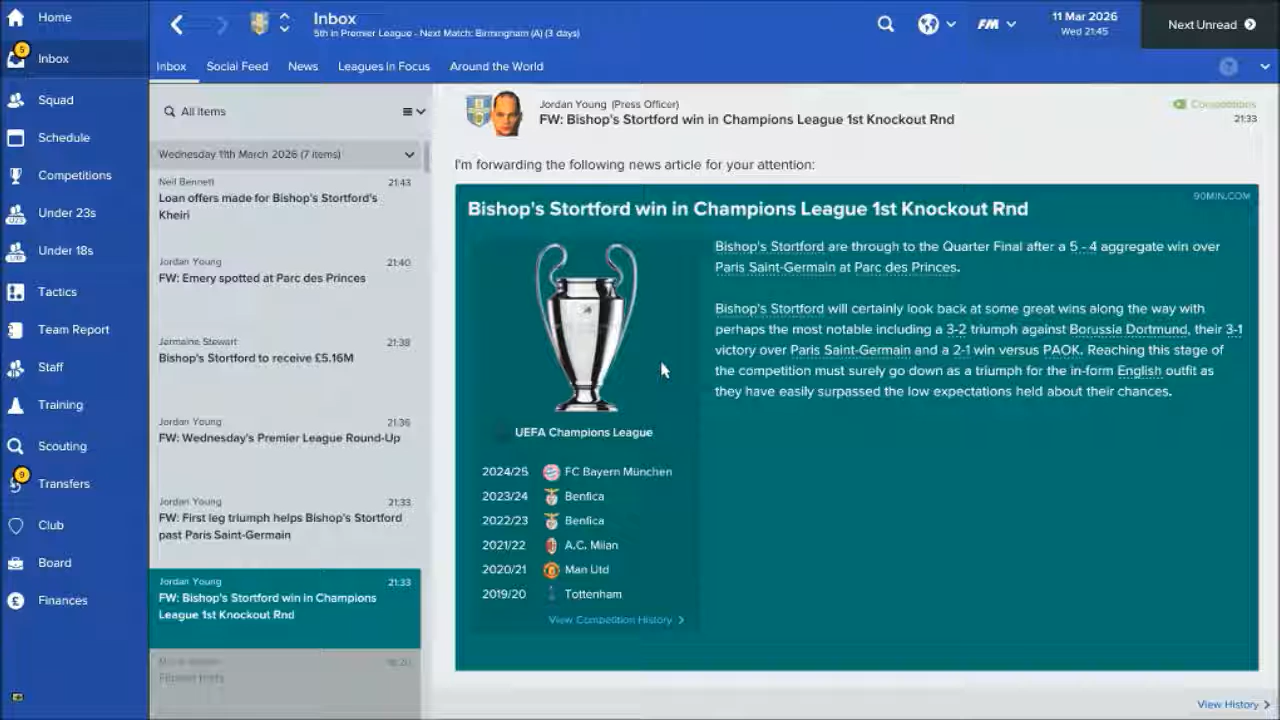 Home
Inbox
5
Squad
Schedule
Competitions
Under 23s
Under 18s
Tactics
Team Report
Staff
Training
Scouting
9
Transfers
Club
Board
Finances
Inbox
5th in Premier League - Next Match: Birmingham (A) (3 days)
FM
11 Mar 2026
Wed 21:45
Next Unread
Inbox
Social Feed
News
Leagues in Focus
Around the World
?
All items
Wednesday 11th March 2026 (7 items)
Neil Bennett 21:43
Loan offers made for Bishop's Stortford's
Kheiri
Jordan Young 21:40
FW: Emery spotted at Parc des Princes
Jermaine Stewart 21:38
Bishop's Stortford to receive £5.16M
Jordan Young 21:36
FW: Wednesday's Premier League Round-Up
Jordan Young 21:33
FW: First leg triumph helps Bishop's Stortford
past Paris Saint-Germain
Jordan Young 21:33
FW: Bishop's Stortford win in Champions
League 1st Knockout Rnd
Jordan Young (Press Officer)
FW: Bishop's Stortford win in Champions League 1st Knockout Rnd
Competitions
21:33
I'm forwarding the following news article for your attention:
90MIN.COM
Bishop's Stortford win in Champions League 1st Knockout Rnd
Bishop's Stortford are through to the Quarter Final after a 5 - 4 aggregate win over
Paris Saint-Germain at Parc des Princes.
Bishop's Stortford will certainly look back at some great wins along the way with
perhaps the most notable including a 3-2 triumph against Borussia Dortmund, their 3-1
victory over Paris Saint-Germain and a 2-1 win versus PAOK. Reaching this stage of
the competition must surely go down as a triumph for the in-form English outfit as
they have easily surpassed the low expectations held about their chances.
UEFA Champions League
2024/25 FC Bayern München
2023/24 Benfica
2022/23 Benfica
2021/22 A.C. Milan
2020/21 Man Utd
2019/20 Tottenham
View Competition History
View History